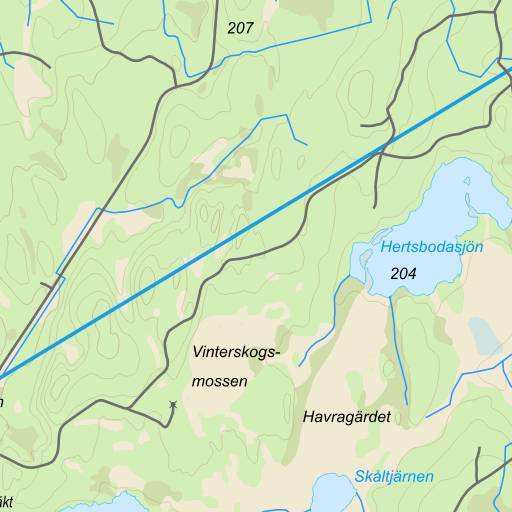 207
Hertsbodasjön
204
Vinterskogs-
mossen
Havragärdet
Skåltjärnen